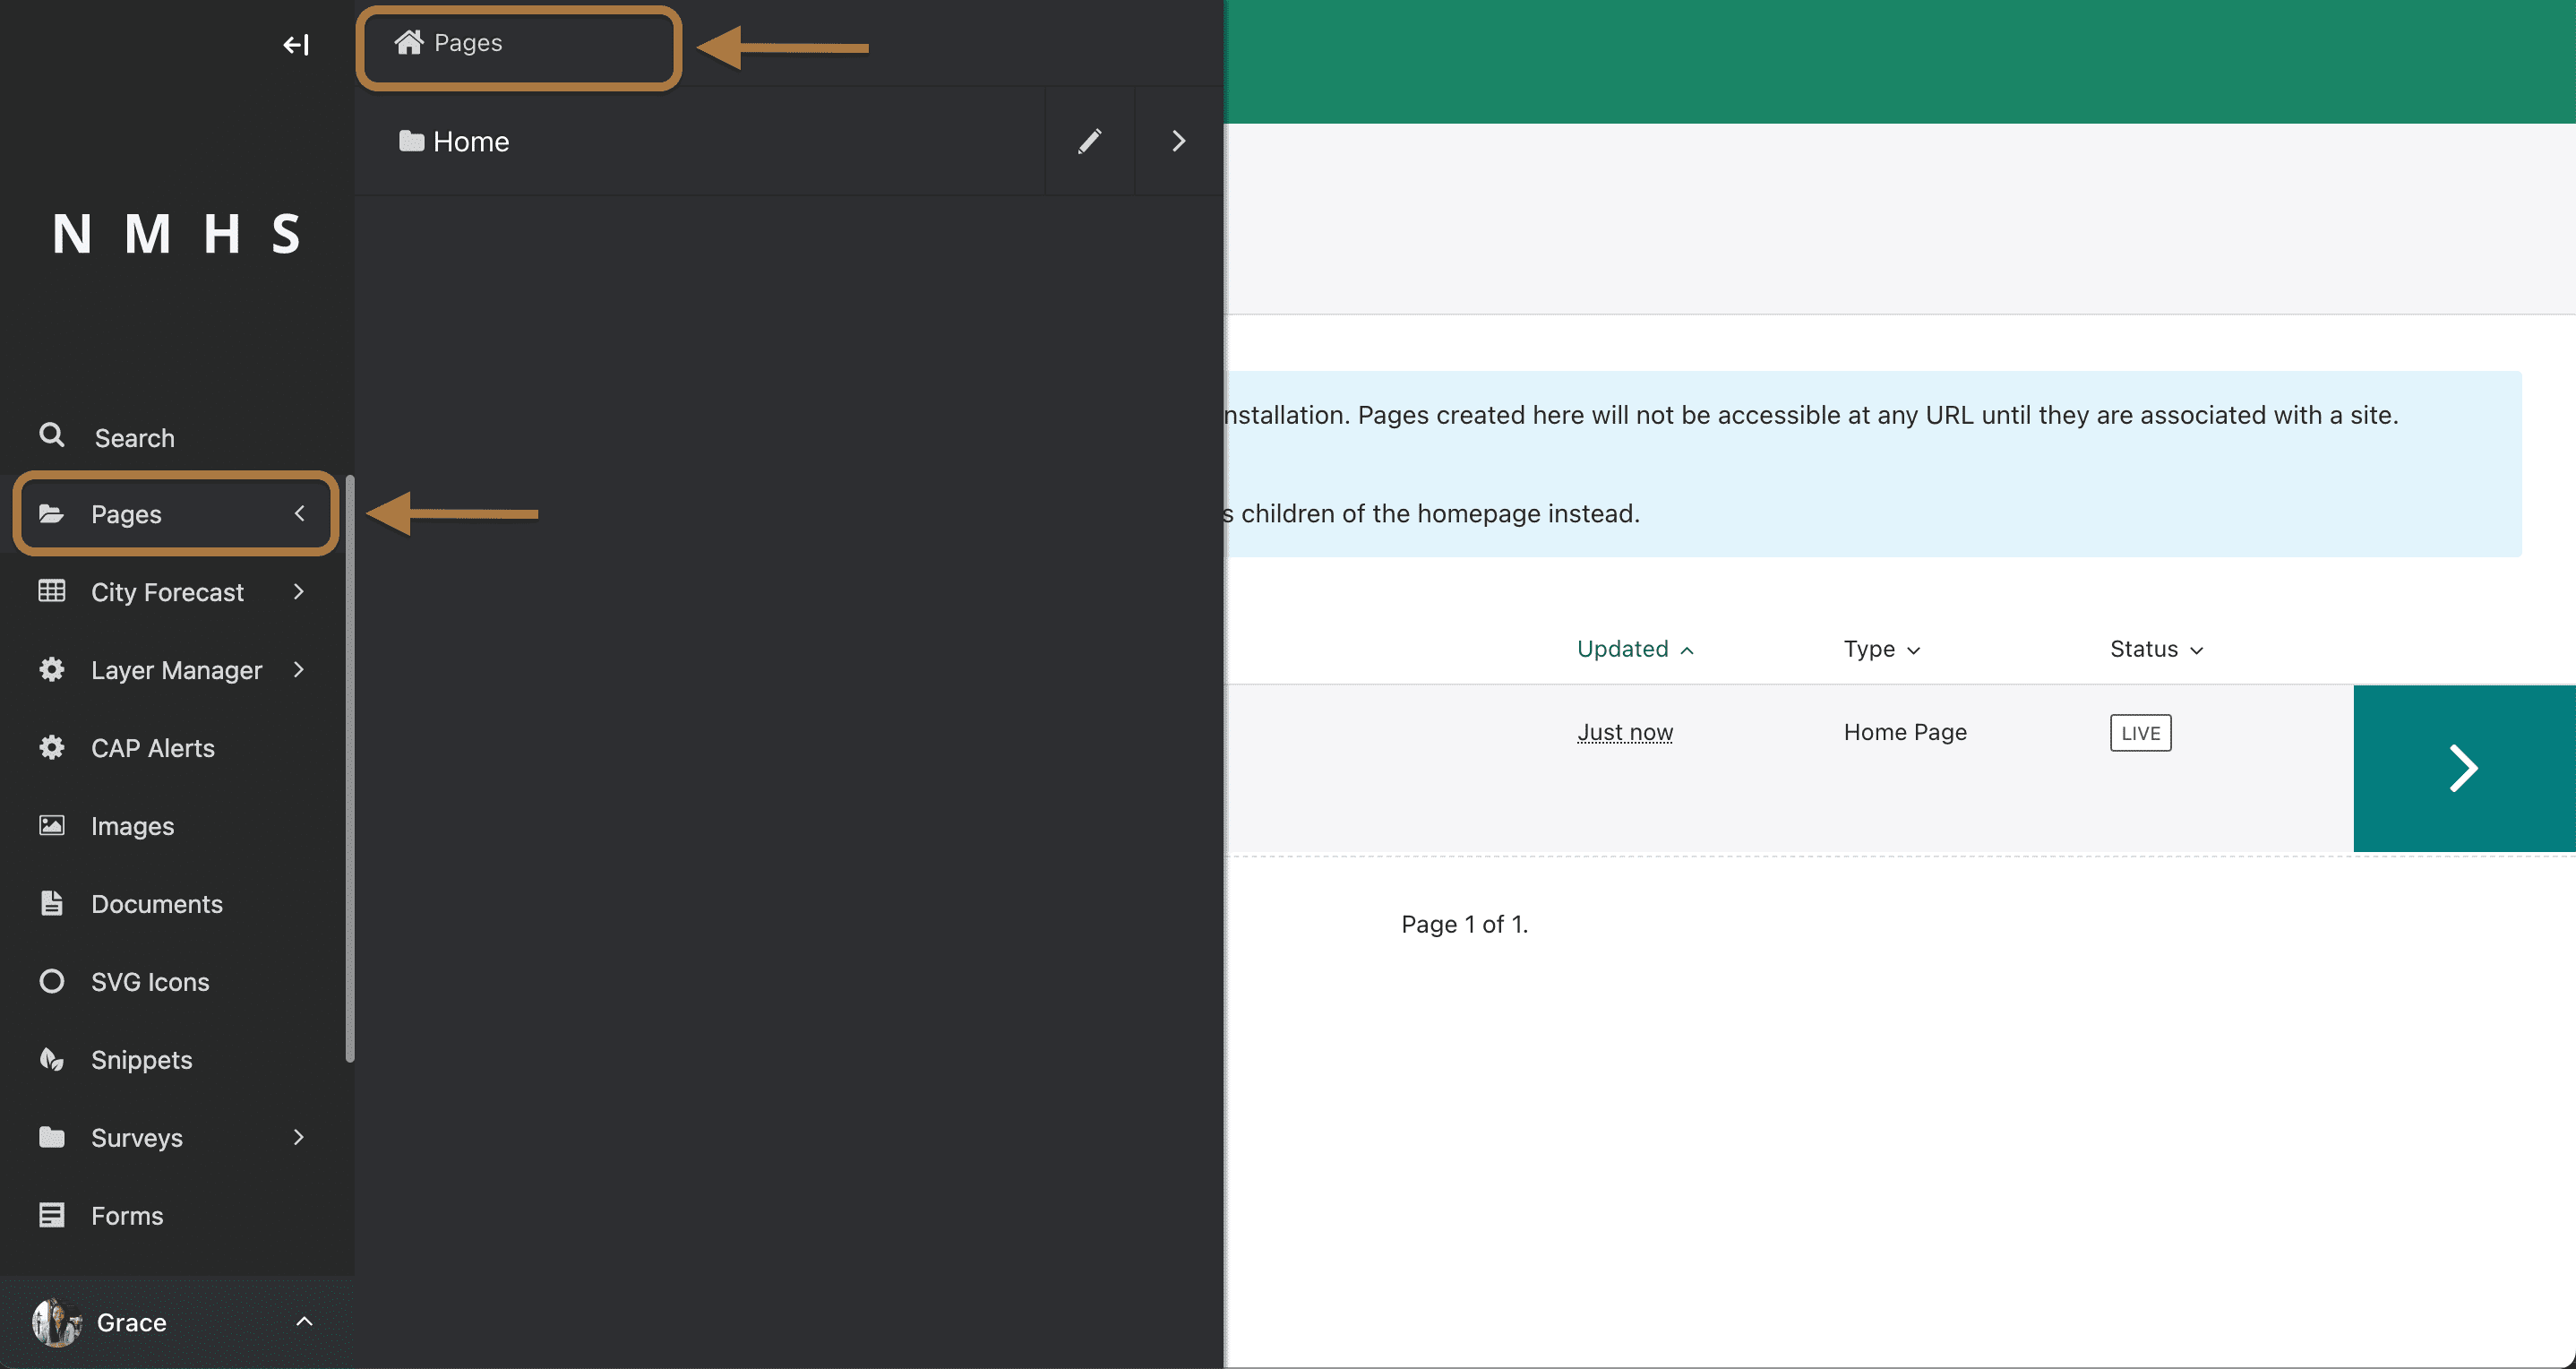 Pages
Home
N M H S
Search
Pages
City Forecast
Layer Manager
CAP Alerts
Images
Documents
SVG Icons
Snippets
Surveys
Forms
Grace
nstallation. Pages created here will not be accessible at any URL until they are associated with a site.
s children of the homepage instead.
Updated Type Status
Just now Home Page LIVE
Page 1 of 1.